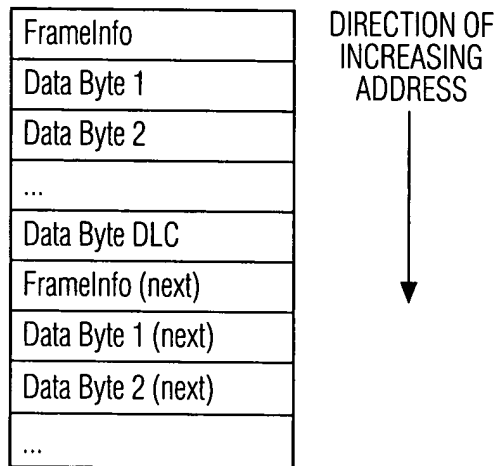 FrameInfo
Data Byte 1
Data Byte 2
...
Data Byte DLC
FrameInfo (next)
Data Byte 1 (next)
Data Byte 2 (next)
...
DIRECTION OF
INCREASING
ADDRESS